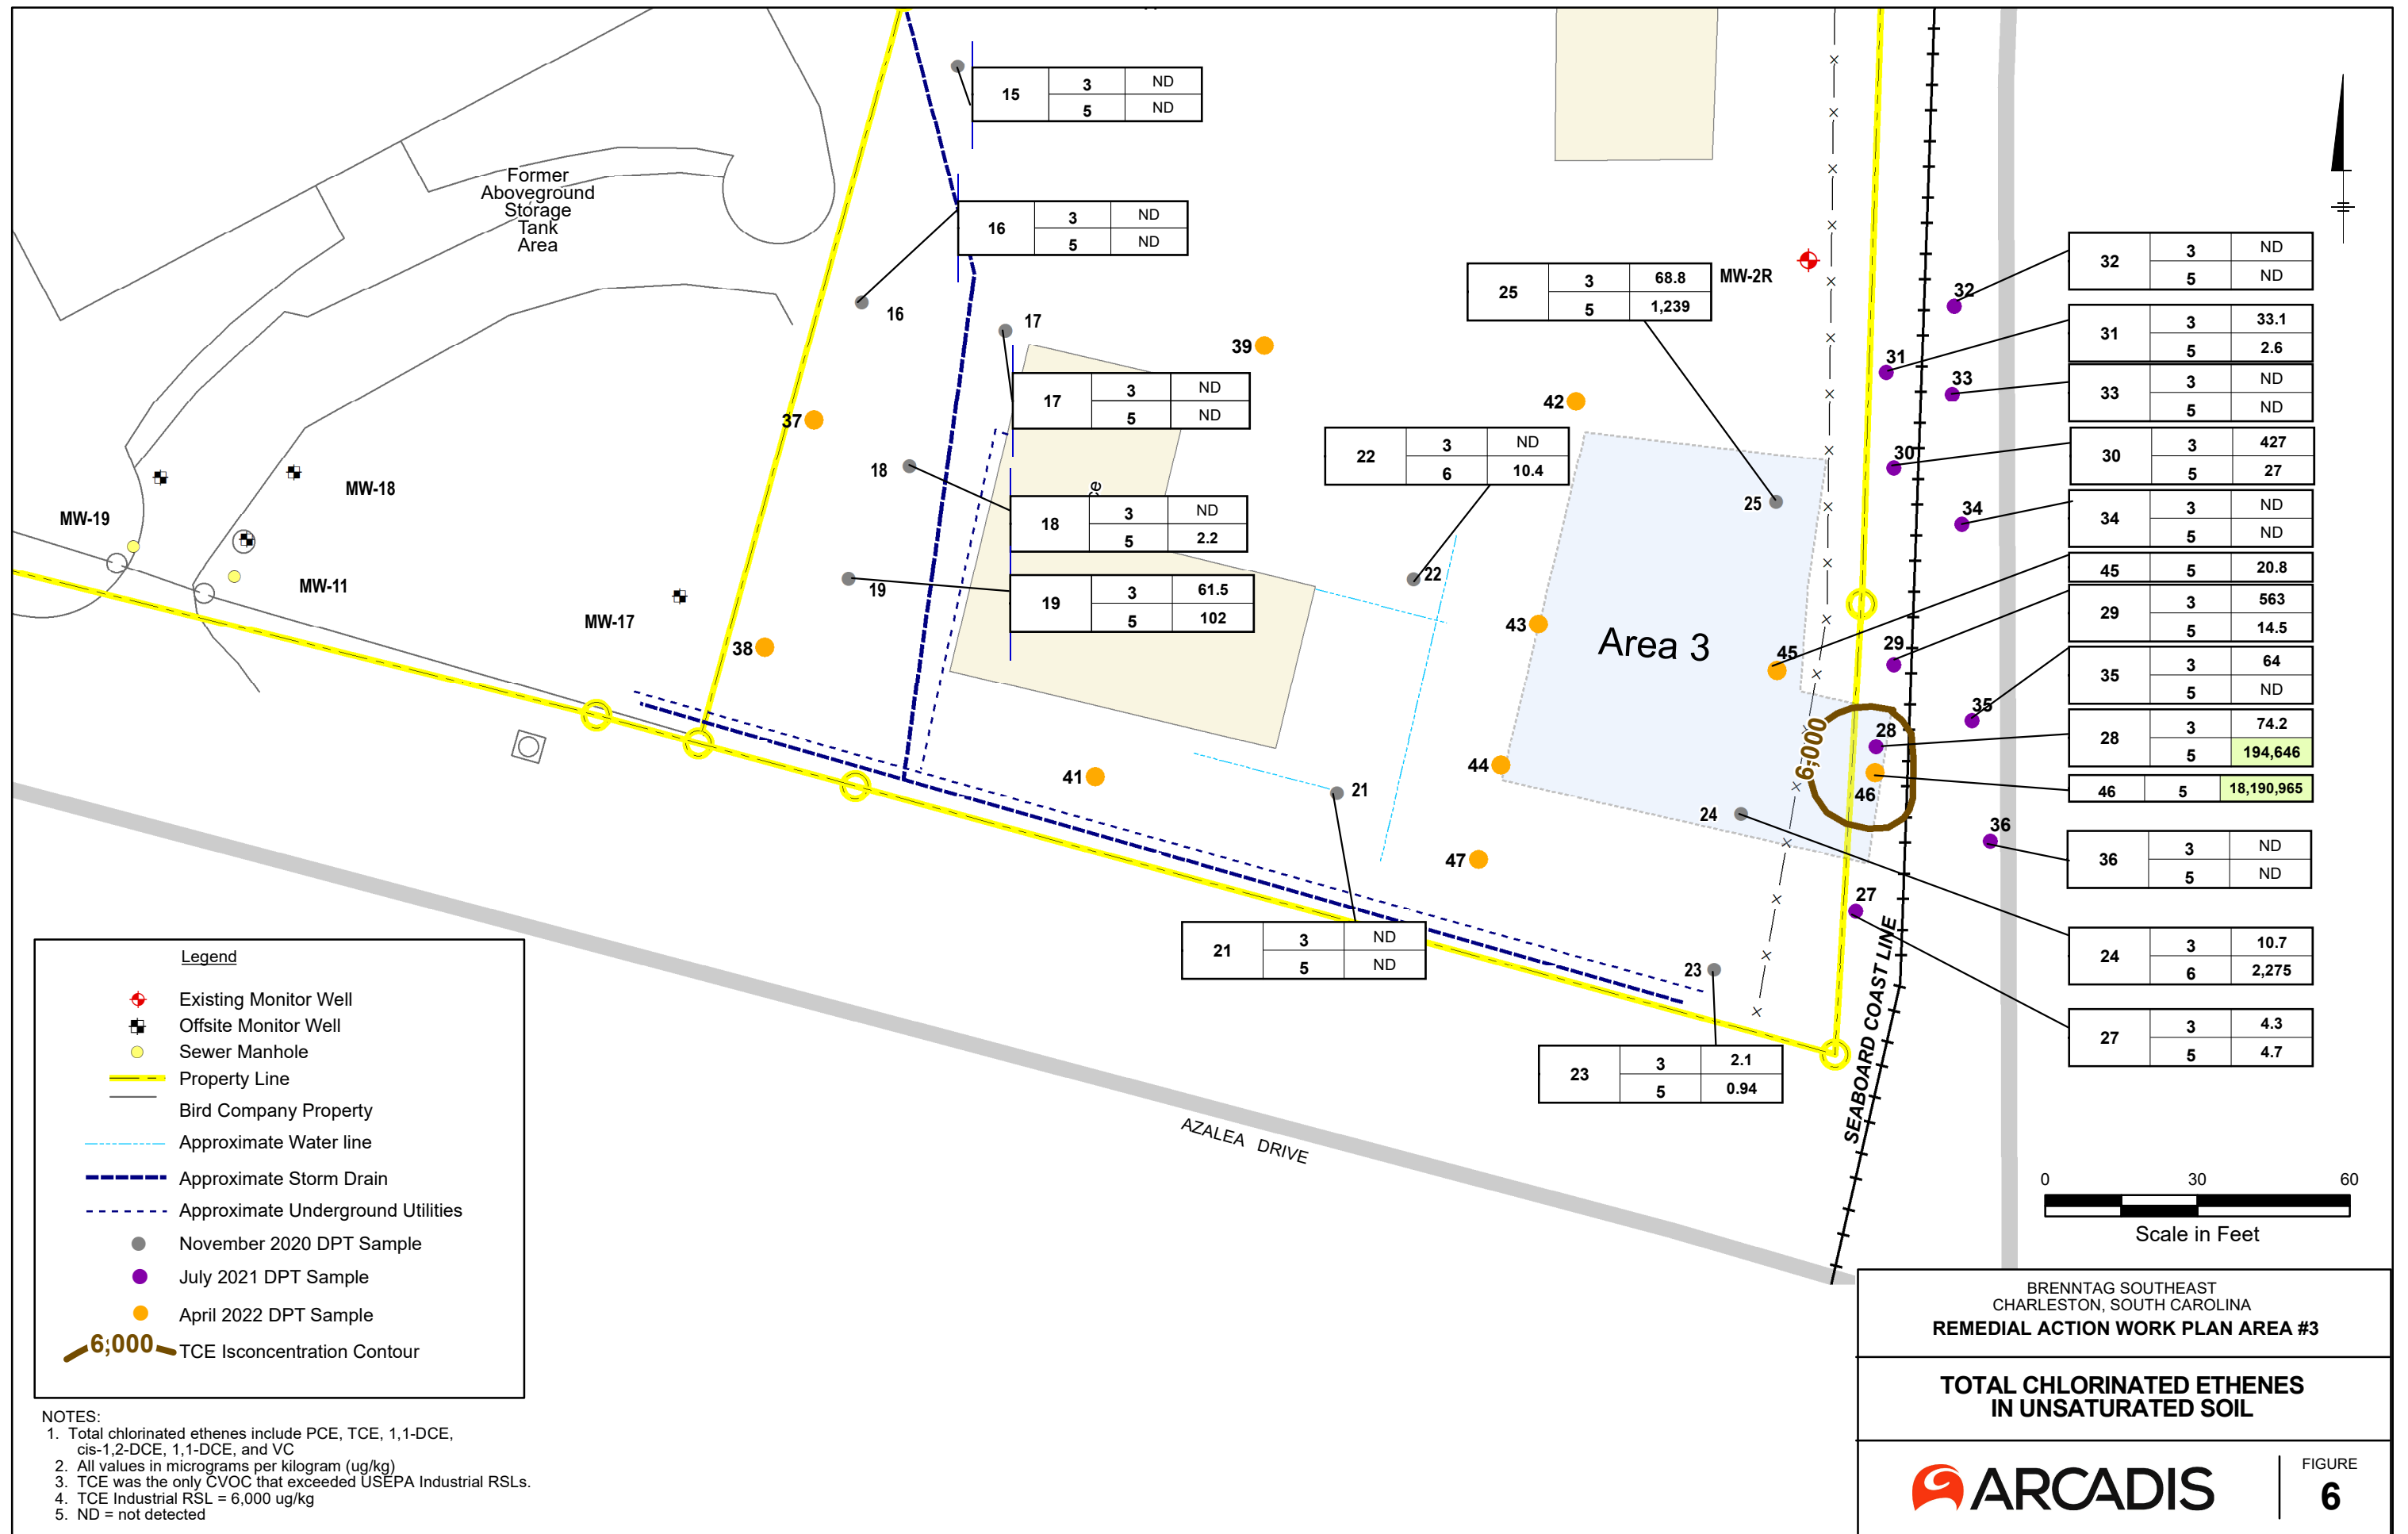 Former
Aboveground
Storage
Tank
Area
15 3 ND
5 ND
16 3 ND
5 ND
16
17
17 3 ND
5 ND
18
18 3 ND
5 2.2
19
19 3 61.5
5 102
37
38
39
41
42
43
44
47
MW-19
MW-18
MW-11
MW-17
MW-2R
25 3 68.8
5 1,239
25
22 3 ND
6 10.4
22
Area 3
45
21
21 3 ND
5 ND
24
23
23 3 2.1
5 0.94
6,000
28
46
27
29
30
31
32
33
34
35
36
32 3 ND
5 ND
31 3 33.1
5 2.6
33 3 ND
5 ND
30 3 427
5 27
34 3 ND
5 ND
45 5 20.8
29 3 563
5 14.5
35 3 64
5 ND
28 3 74.2
5 194,646
46 5 18,190,965
36 3 ND
5 ND
24 3 10.7
6 2,275
27 3 4.3
5 4.7
SEABOARD COAST LINE
AZALEA DRIVE
0 30 60
Scale in Feet
Legend
Existing Monitor Well
Offsite Monitor Well
Sewer Manhole
Property Line
Bird Company Property
Approximate Water line
Approximate Storm Drain
Approximate Underground Utilities
November 2020 DPT Sample
July 2021 DPT Sample
April 2022 DPT Sample
6,000 TCE Isconcentration Contour
NOTES:
1. Total chlorinated ethenes include PCE, TCE, 1,1-DCE,
cis-1,2-DCE, 1,1-DCE, and VC
2. All values in micrograms per kilogram (ug/kg)
3. TCE was the only CVOC that exceeded USEPA Industrial RSLs.
4. TCE Industrial RSL = 6,000 ug/kg
5. ND = not detected
BRENNTAG SOUTHEAST
CHARLESTON, SOUTH CAROLINA
REMEDIAL ACTION WORK PLAN AREA #3
TOTAL CHLORINATED ETHENES
IN UNSATURATED SOIL
ARCADIS
FIGURE
6